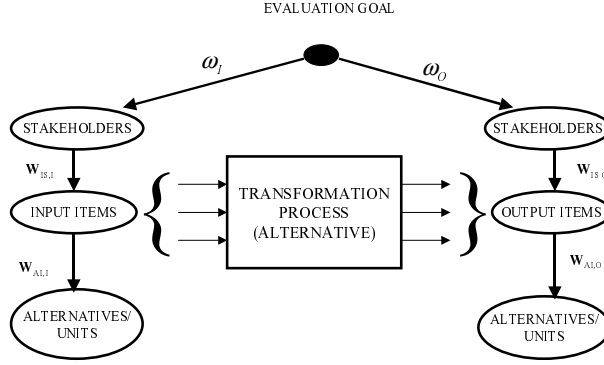 EVALUATION GOAL
ω_I
ω_O
STAKEHOLDERS
STAKEHOLDERS
W_IS,I
W_IS,O
TRANSFORMATION
PROCESS
(ALTERNATIVE)
INPUT ITEMS
OUTPUT ITEMS
W_AI,I
W_AI,O
ALTERNATIVES/
UNITS
ALTERNATIVES/
UNITS